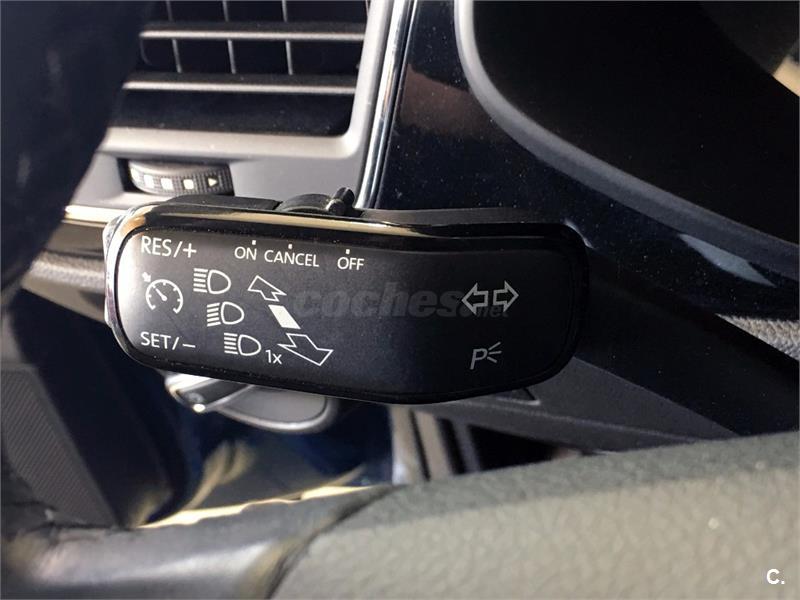 RES/+ ON CANCEL OFF
coches.net
SET/–
1x
P
C.